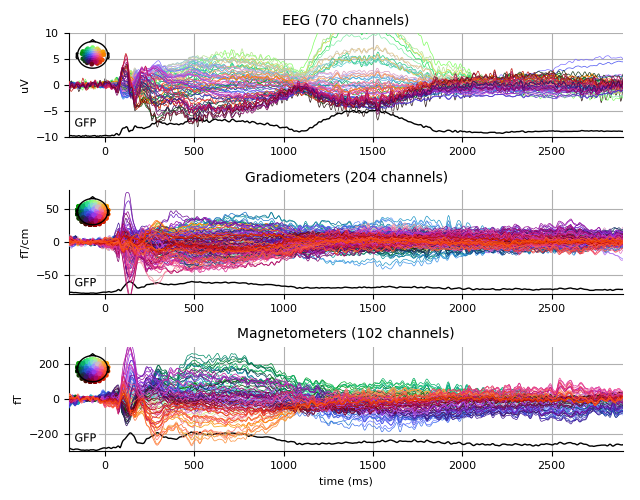 EEG (70 channels)
10
5
0
−5
−10
uV
GFP
0 500 1000 1500 2000 2500
Gradiometers (204 channels)
50
0
−50
fT/cm
GFP
0 500 1000 1500 2000 2500
Magnetometers (102 channels)
200
0
−200
fT
GFP
0 500 1000 1500 2000 2500
time (ms)